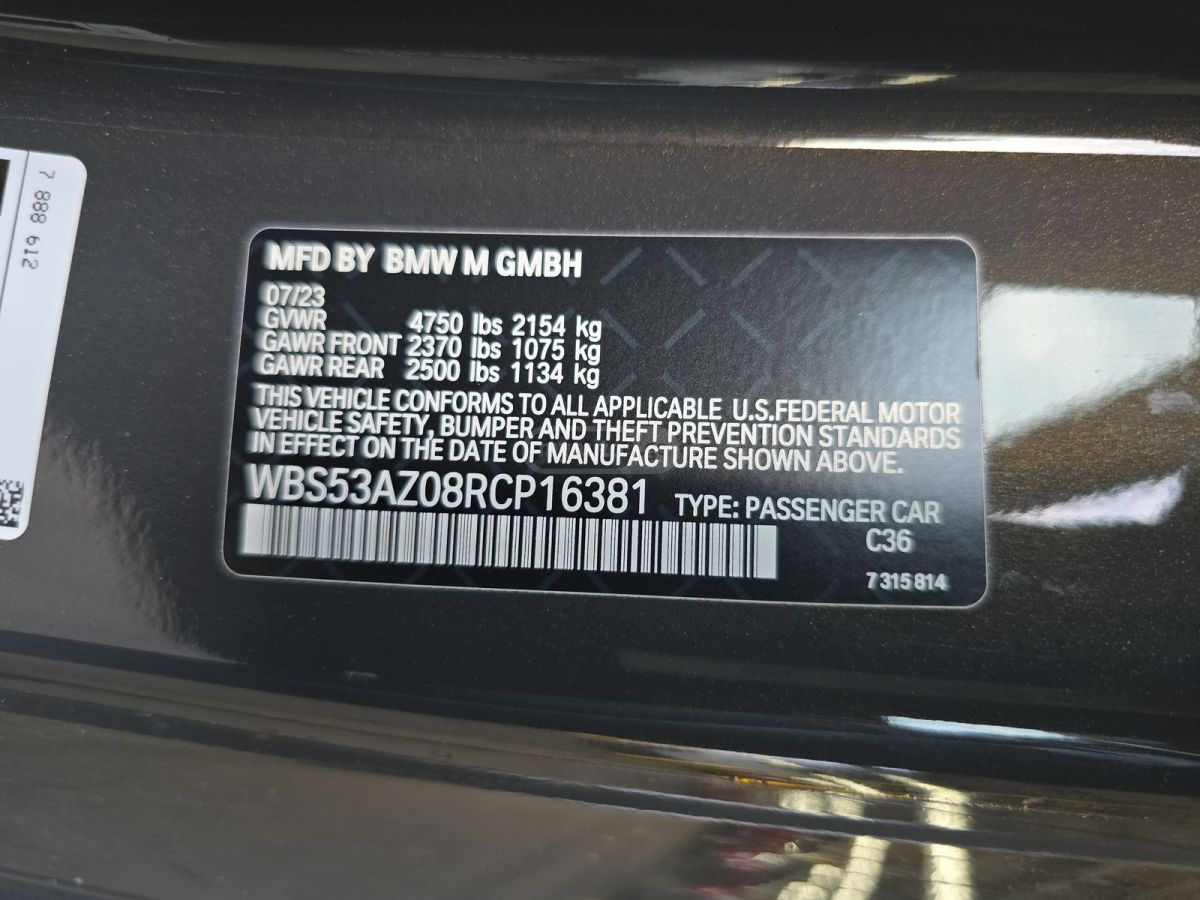 7 888 612
MFD BY BMW M GMBH
07/23
GVWR 4750 lbs 2154 kg
GAWR FRONT 2370 lbs 1075 kg
GAWR REAR 2500 lbs 1134 kg
THIS VEHICLE CONFORMS TO ALL APPLICABLE U.S.FEDERAL MOTOR
VEHICLE SAFETY, BUMPER AND THEFT PREVENTION STANDARDS
IN EFFECT ON THE DATE OF MANUFACTURE SHOWN ABOVE.
WBS53AZ08RCP16381 TYPE: PASSENGER CAR
C36
7 315 814